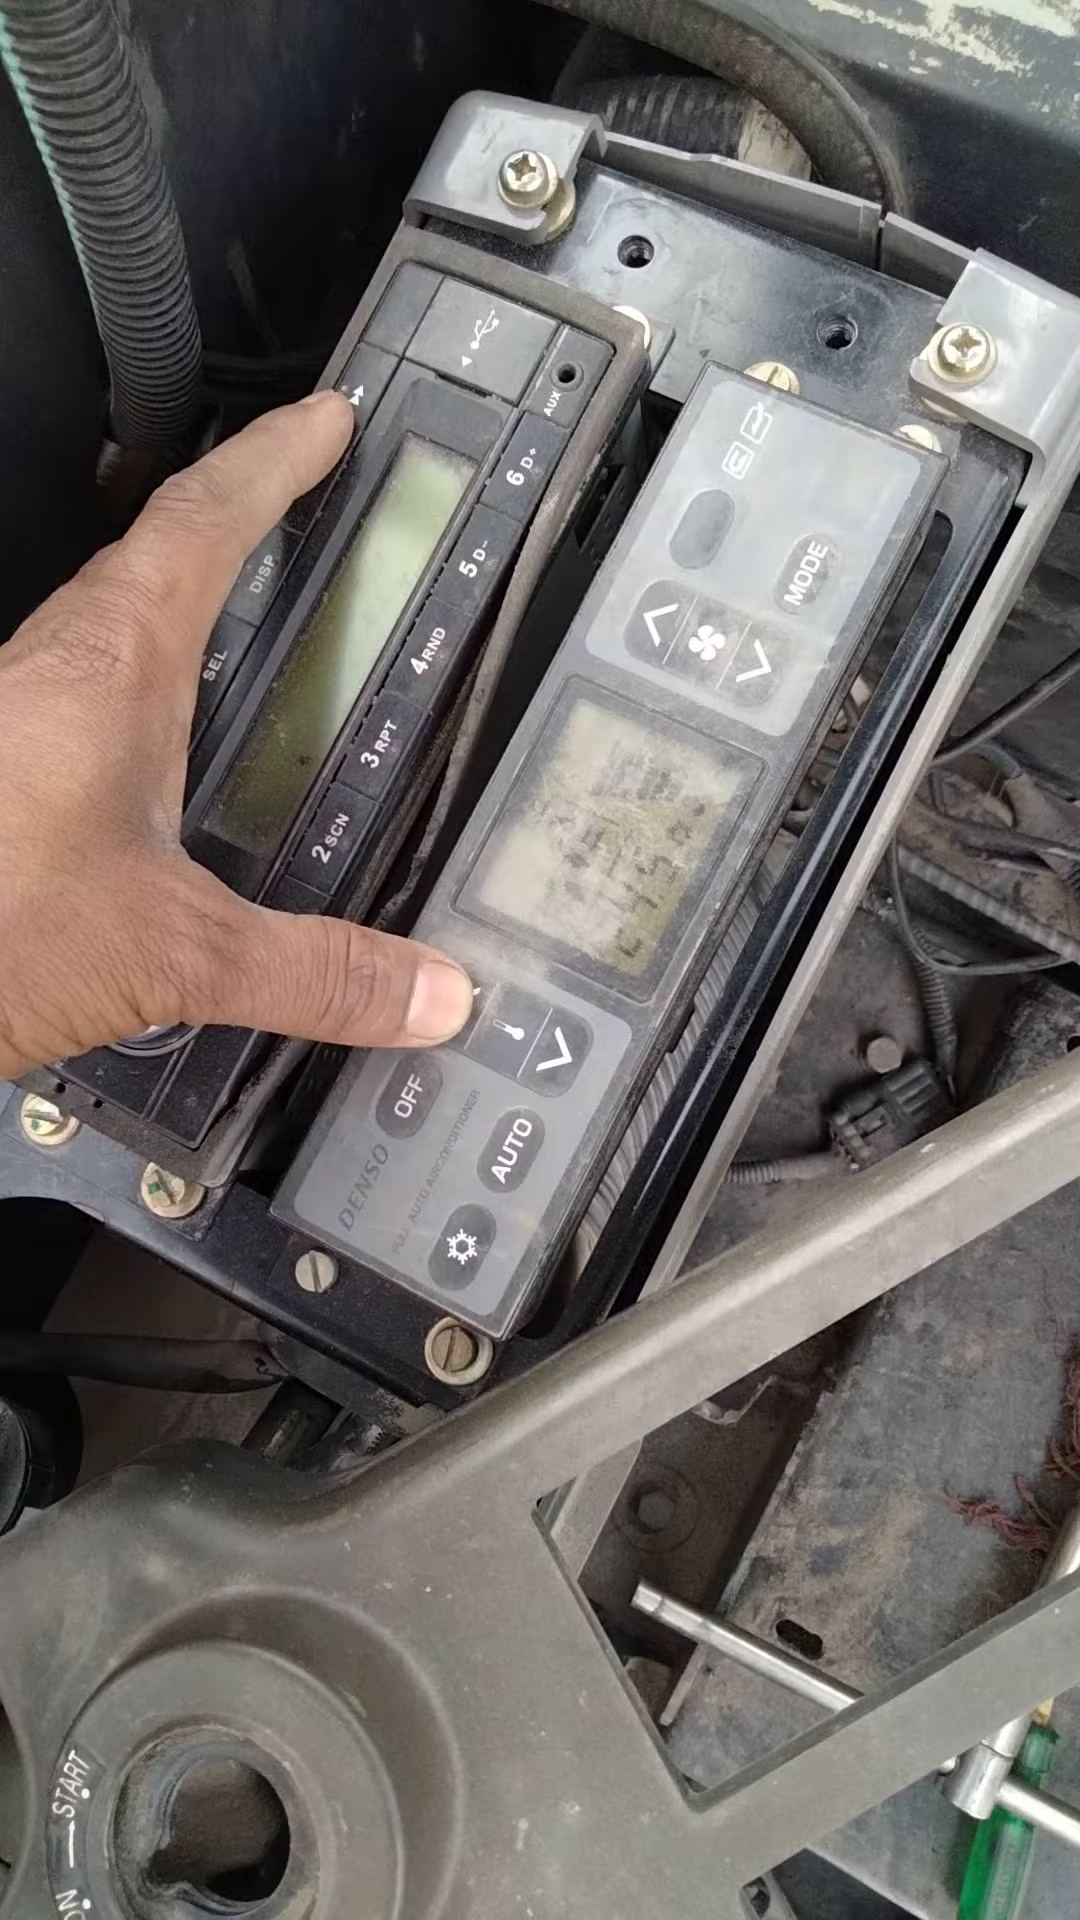 AUX
6 D+
5 D-
4 RND
3 RPT
2 SCN
DISP
SEL
MODE
OFF
AUTO
DENSO
FULL AUTO AIRCONDITIONER
START
ON